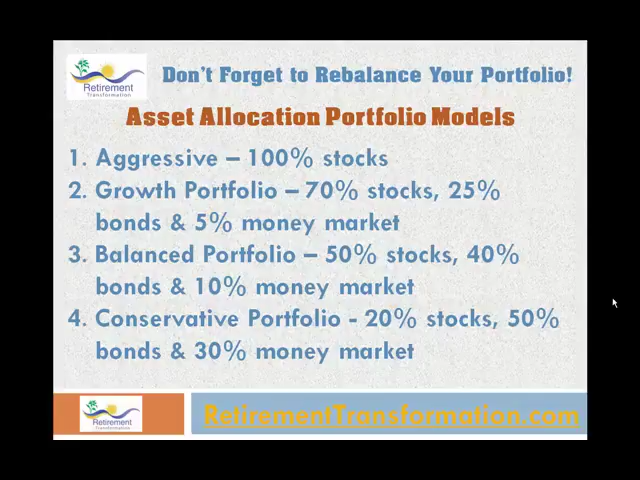 Retirement
Transformation
Don't Forget to Rebalance Your Portfolio!
Asset Allocation Portfolio Models
1. Aggressive – 100% stocks
2. Growth Portfolio – 70% stocks, 25%
bonds & 5% money market
3. Balanced Portfolio – 50% stocks, 40%
bonds & 10% money market
4. Conservative Portfolio - 20% stocks, 50%
bonds & 30% money market
Retirement
Transformation
RetirementTransformation.com